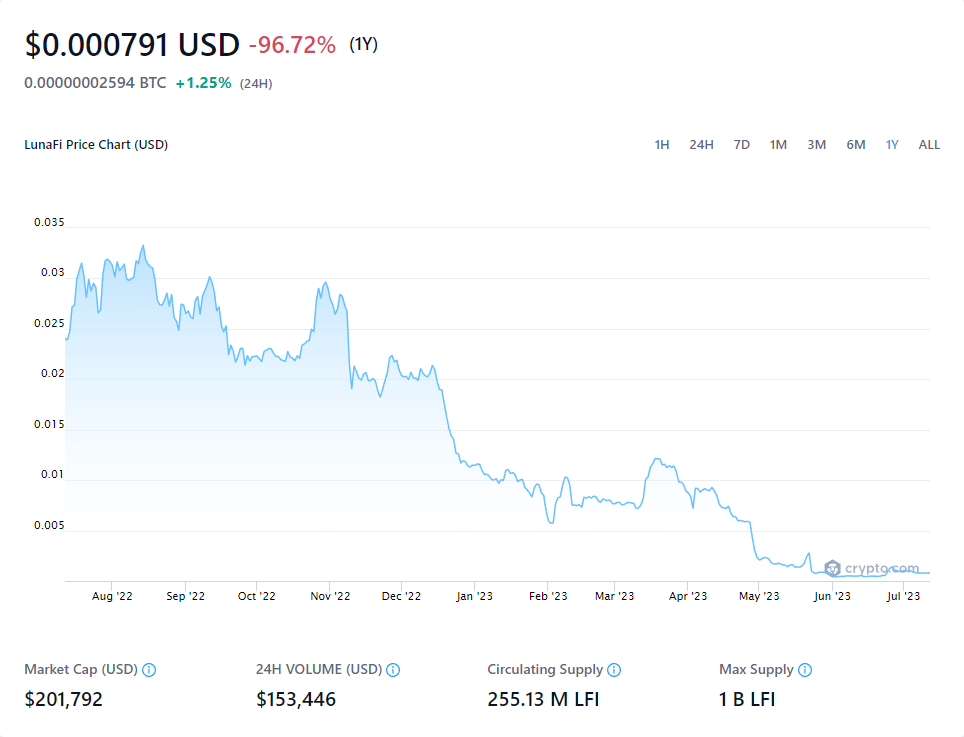 $0.000791 USD -96.72% (1Y)
0.00000002594 BTC +1.25% (24H)
LunaFi Price Chart (USD) 1H 24H 7D 1M 3M 6M 1Y ALL
0.035
0.03
0.025
0.02
0.015
0.01
0.005
crypto.com
Aug '22 Sep '22 Oct '22 Nov '22 Dec '22 Jan '23 Feb '23 Mar '23 Apr '23 May '23 Jun '23 Jul '23
Market Cap (USD) 24H VOLUME (USD) Circulating Supply Max Supply
$201,792 $153,446 255.13 M LFI 1 B LFI